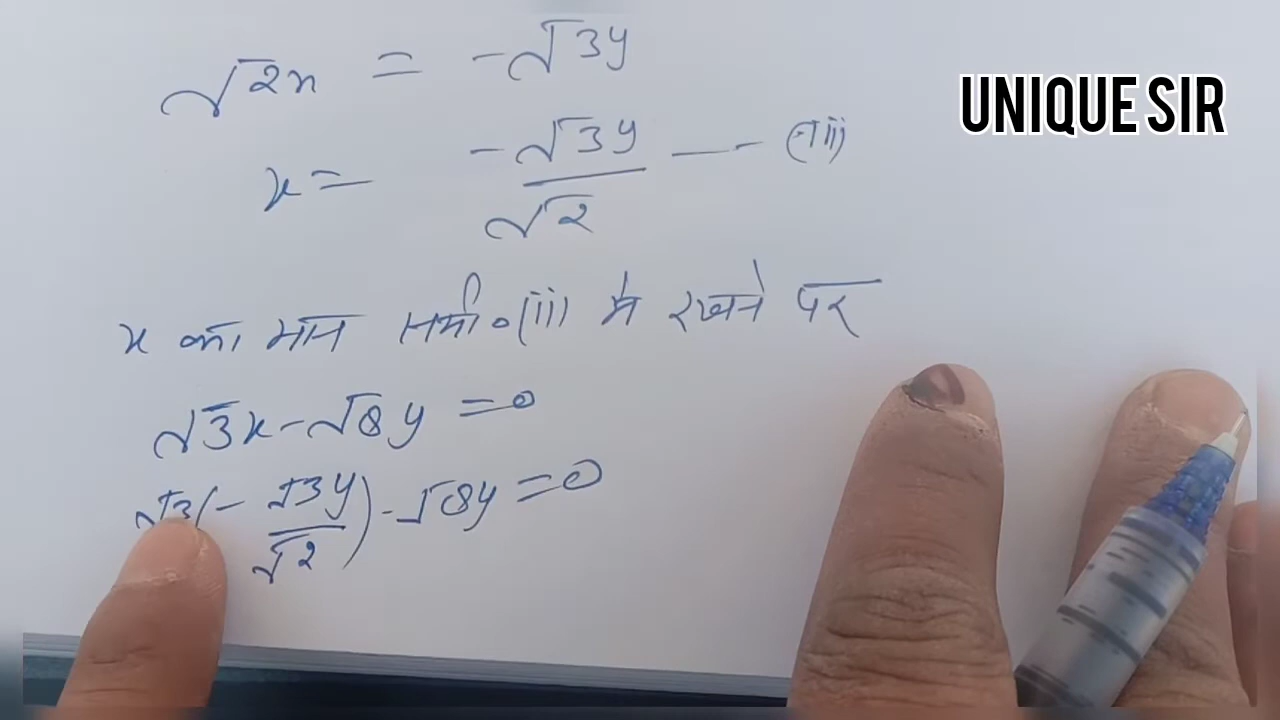 √2x = -√3y
UNIQUE SIR
x = -√3y/√2 —— (iii)
x का मान समी०(ii) में रखने पर
√3x - √8y = 0
√3(- √3y/√2) - √8y = 0